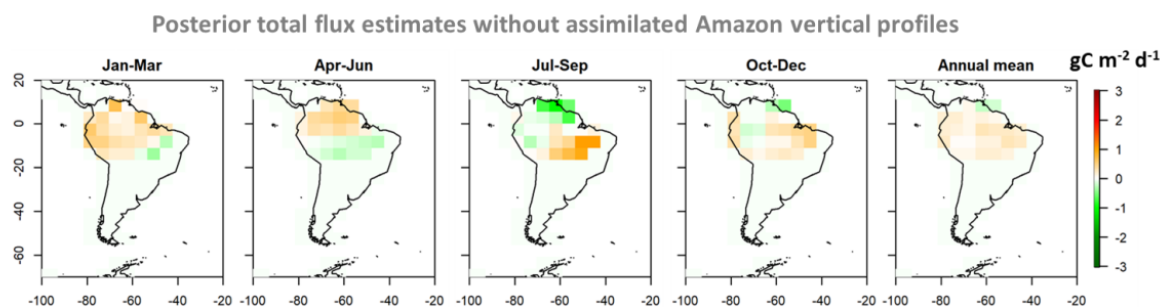 Posterior total flux estimates without assimilated Amazon vertical profiles
Jan-Mar Apr-Jun Jul-Sep Oct-Dec Annual mean gC m⁻² d⁻¹
20 0 -20 -40 -60
3 2 1 0 -1 -2 -3
-100 -80 -60 -40 -20 -100 -80 -60 -40 -20 -100 -80 -60 -40 -20 -100 -80 -60 -40 -20 -100 -80 -60 -40 -20